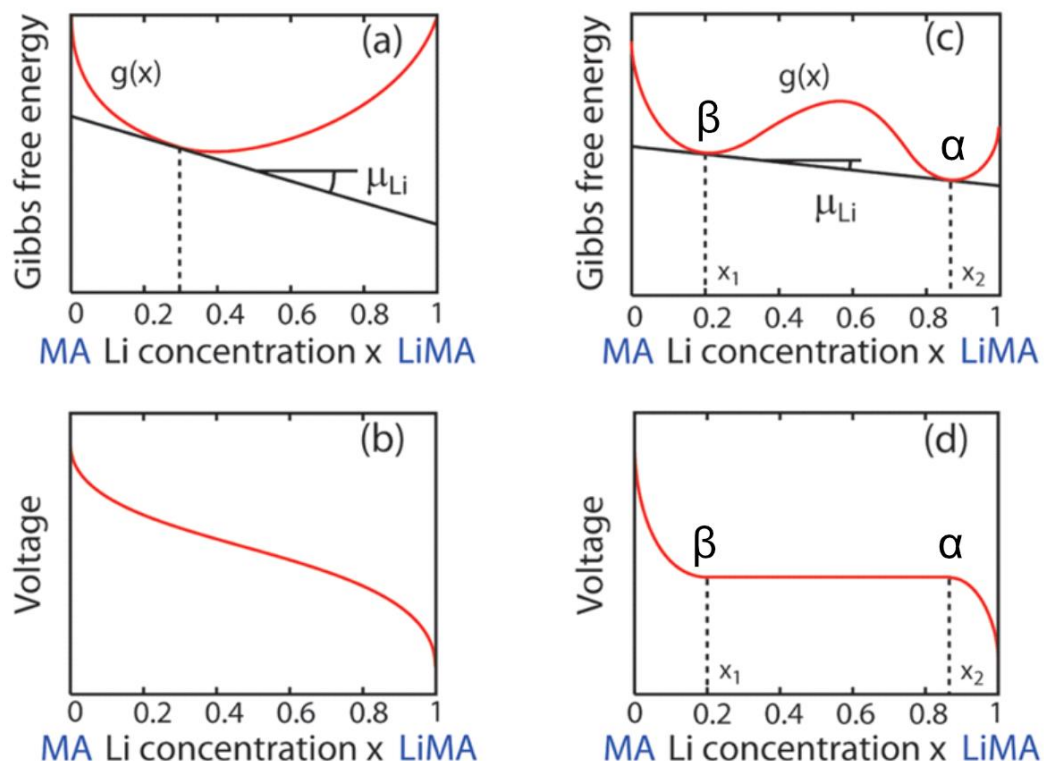 Gibbs free energy
(a)
g(x)
μLi
0 0.2 0.4 0.6 0.8 1
MA Li concentration x LiMA
Gibbs free energy
(c)
g(x)
β
α
μLi
x1
x2
0 0.2 0.4 0.6 0.8 1
MA Li concentration x LiMA
Voltage
(b)
0 0.2 0.4 0.6 0.8 1
MA Li concentration x LiMA
Voltage
(d)
β
α
x1
x2
0 0.2 0.4 0.6 0.8 1
MA Li concentration x LiMA